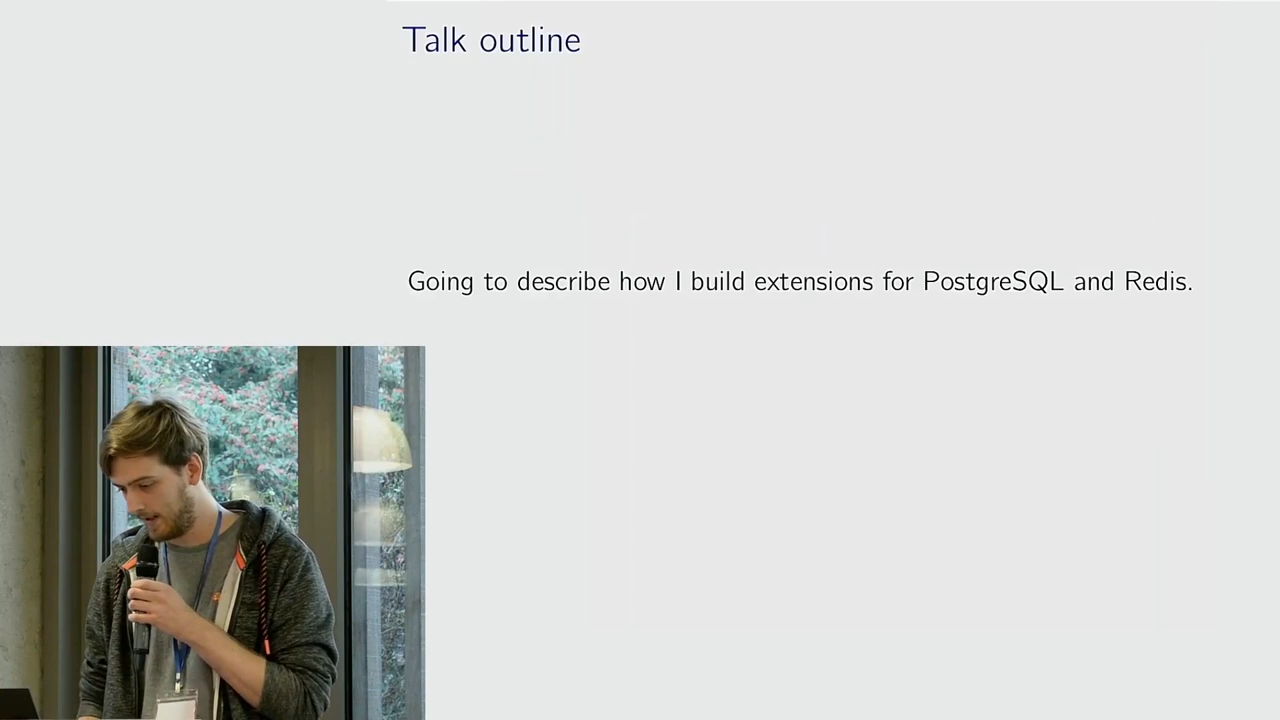 Talk outline
Going to describe how I build extensions for PostgreSQL and Redis.